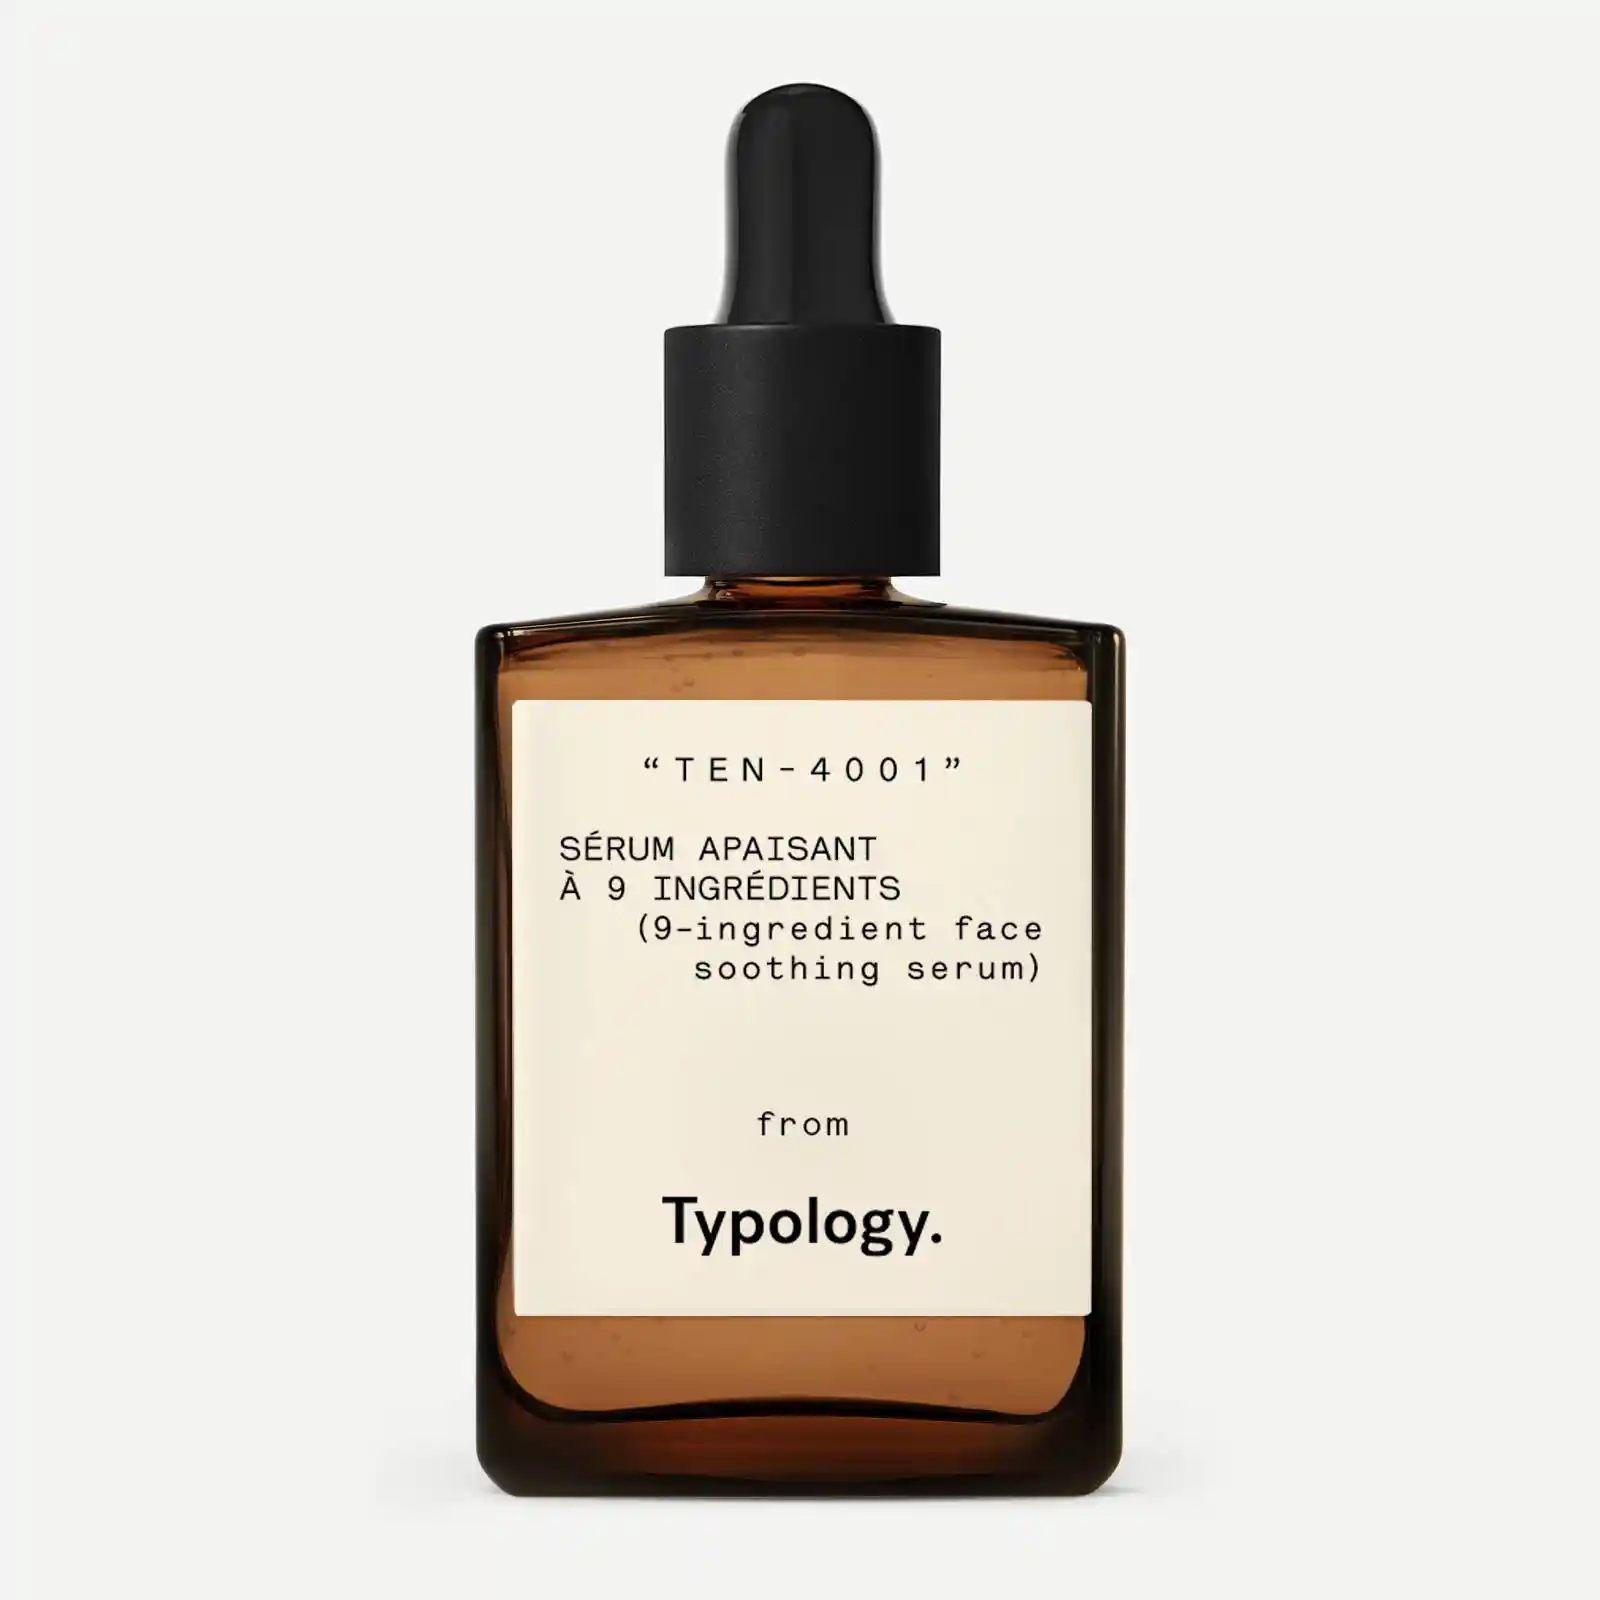 “TEN-4001”
SÉRUM APAISANT
À 9 INGRÉDIENTS
(9-ingredient face
soothing serum)
from
Typology.